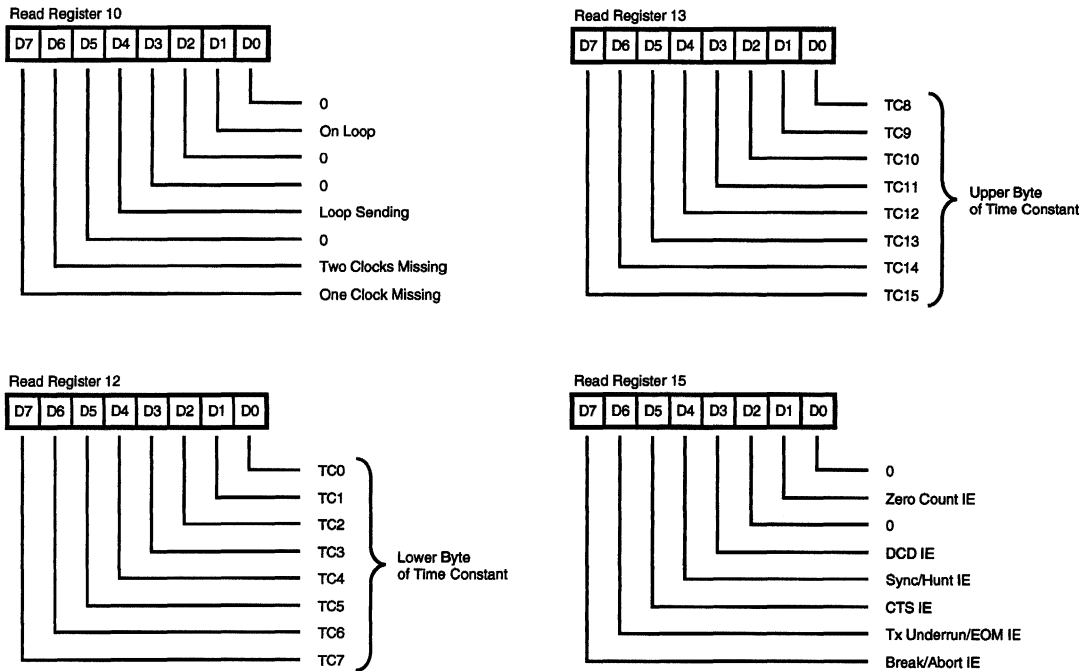 Read Register 10
D7 D6 D5 D4 D3 D2 D1 D0
0
On Loop
0
0
Loop Sending
0
Two Clocks Missing
One Clock Missing
Read Register 13
D7 D6 D5 D4 D3 D2 D1 D0
TC8
TC9
TC10
TC11
TC12
TC13
TC14
TC15
Upper Byte
of Time Constant
Read Register 12
D7 D6 D5 D4 D3 D2 D1 D0
TC0
TC1
TC2
TC3
TC4
TC5
TC6
TC7
Lower Byte
of Time Constant
Read Register 15
D7 D6 D5 D4 D3 D2 D1 D0
0
Zero Count IE
0
DCD IE
Sync/Hunt IE
CTS IE
Tx Underrun/EOM IE
Break/Abort IE